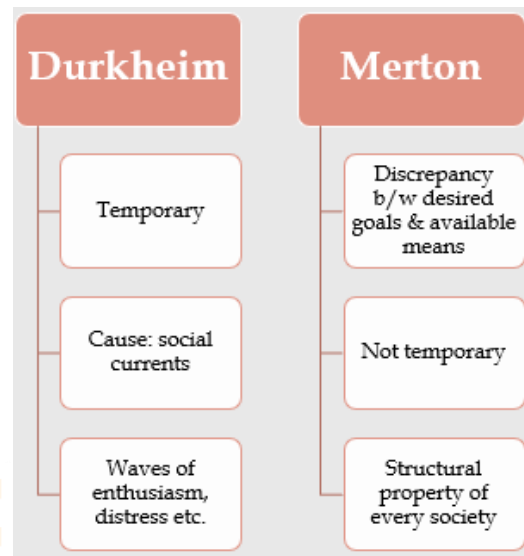 Durkheim
Temporary
Cause: social
currents
Waves of
enthusiasm,
distress etc.
Merton
Discrepancy
b/w desired
goals & available
means
Not temporary
Structural
property of
every society